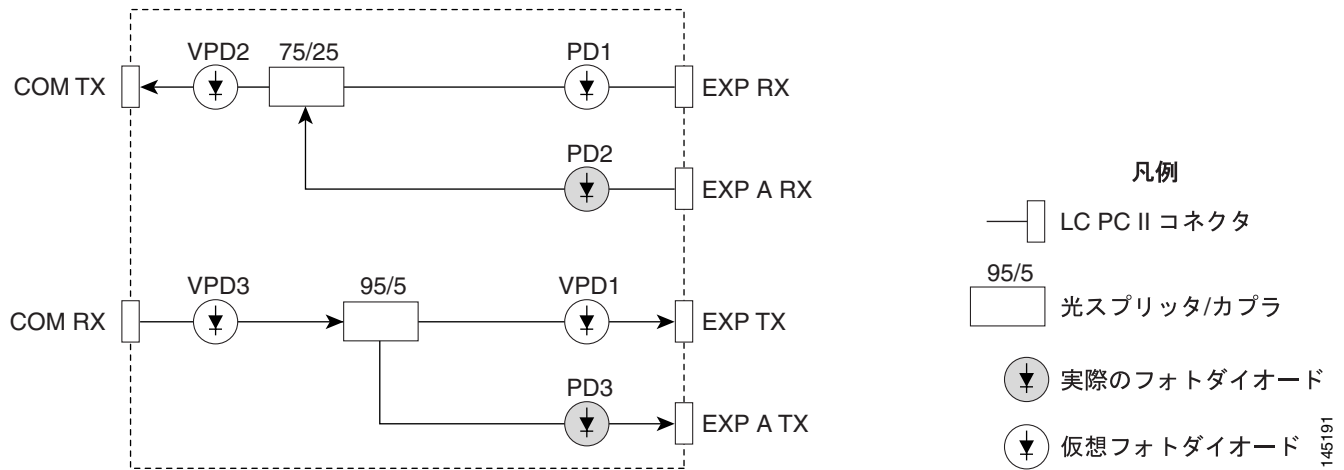 VPD2
75/25
PD1
COM TX
EXP RX
PD2
EXP A RX
VPD3
95/5
VPD1
COM RX
EXP TX
PD3
EXP A TX
凡例
LC PC II コネクタ
95/5
光スプリッタ/カプラ
実際のフォトダイオード
仮想フォトダイオード
145191